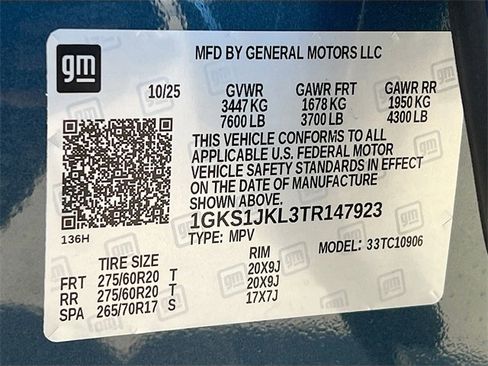 gm
MFD BY GENERAL MOTORS LLC
10/25 GVWR GAWR FRT GAWR RR
3447 KG 1678 KG 1950 KG
7600 LB 3700 LB 4300 LB
THIS VEHICLE CONFORMS TO ALL
APPLICABLE U.S. FEDERAL MOTOR
VEHICLE SAFETY STANDARDS IN EFFECT
ON THE DATE OF MANUFACTURE
SHOWN ABOVE.
1GKS1JKL3TR147923
136H
TYPE: MPV MODEL: 33TC10906
TIRE SIZE RIM
FRT 275/60R20 T 20X9J
RR 275/60R20 T 20X9J
SPA 265/70R17 S 17X7J